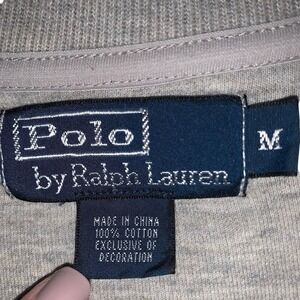 Polo
by Ralph Lauren
M
MADE IN CHINA
100% COTTON
EXCLUSIVE OF
DECORATION